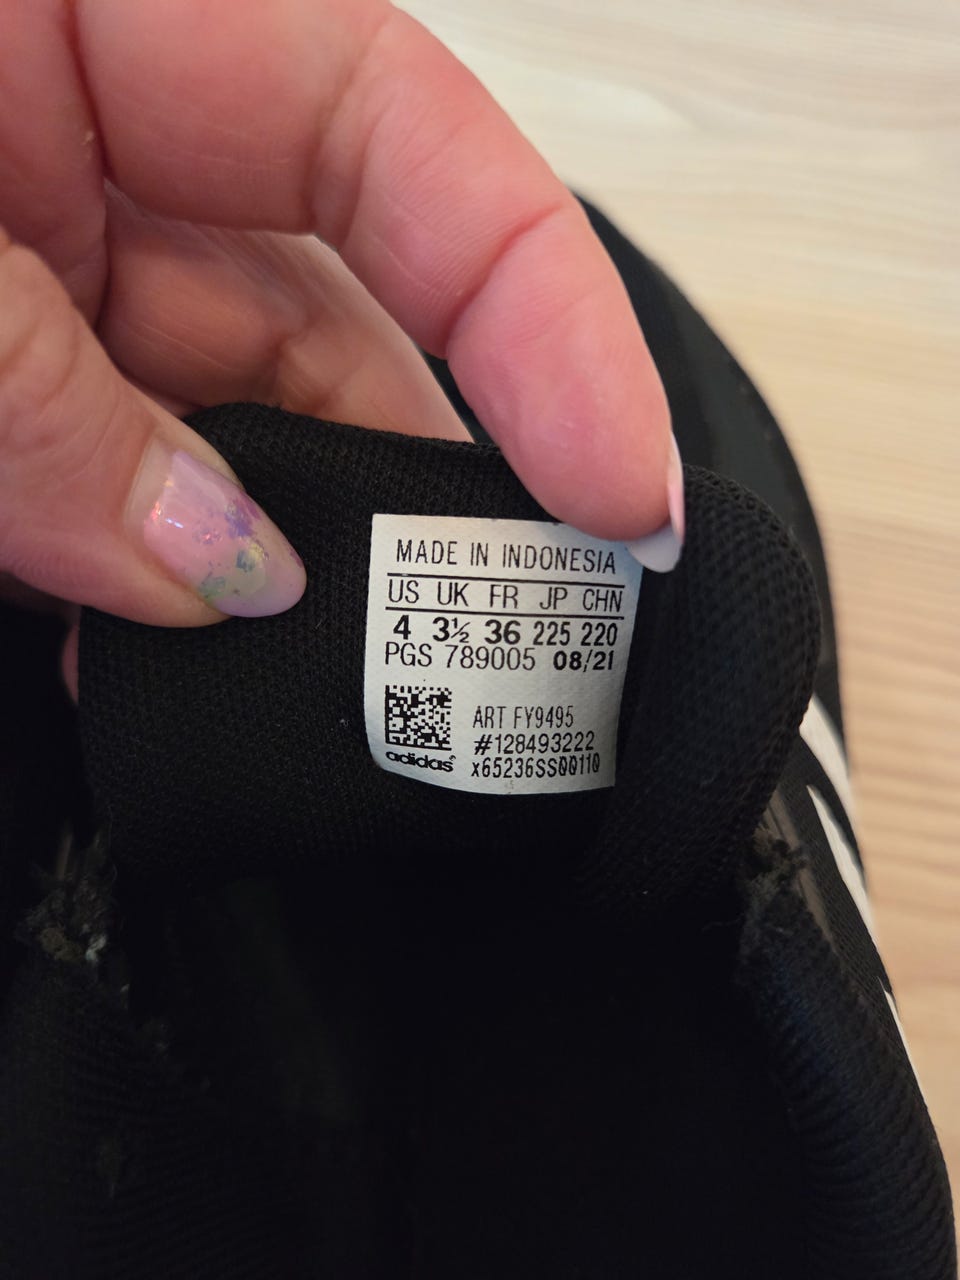 MADE IN INDONESIA
US UK FR JP CHN
4 3½ 36 225 220
PGS 789005 08/21
ART FY9495
#128493222
adidas x65236SS00110